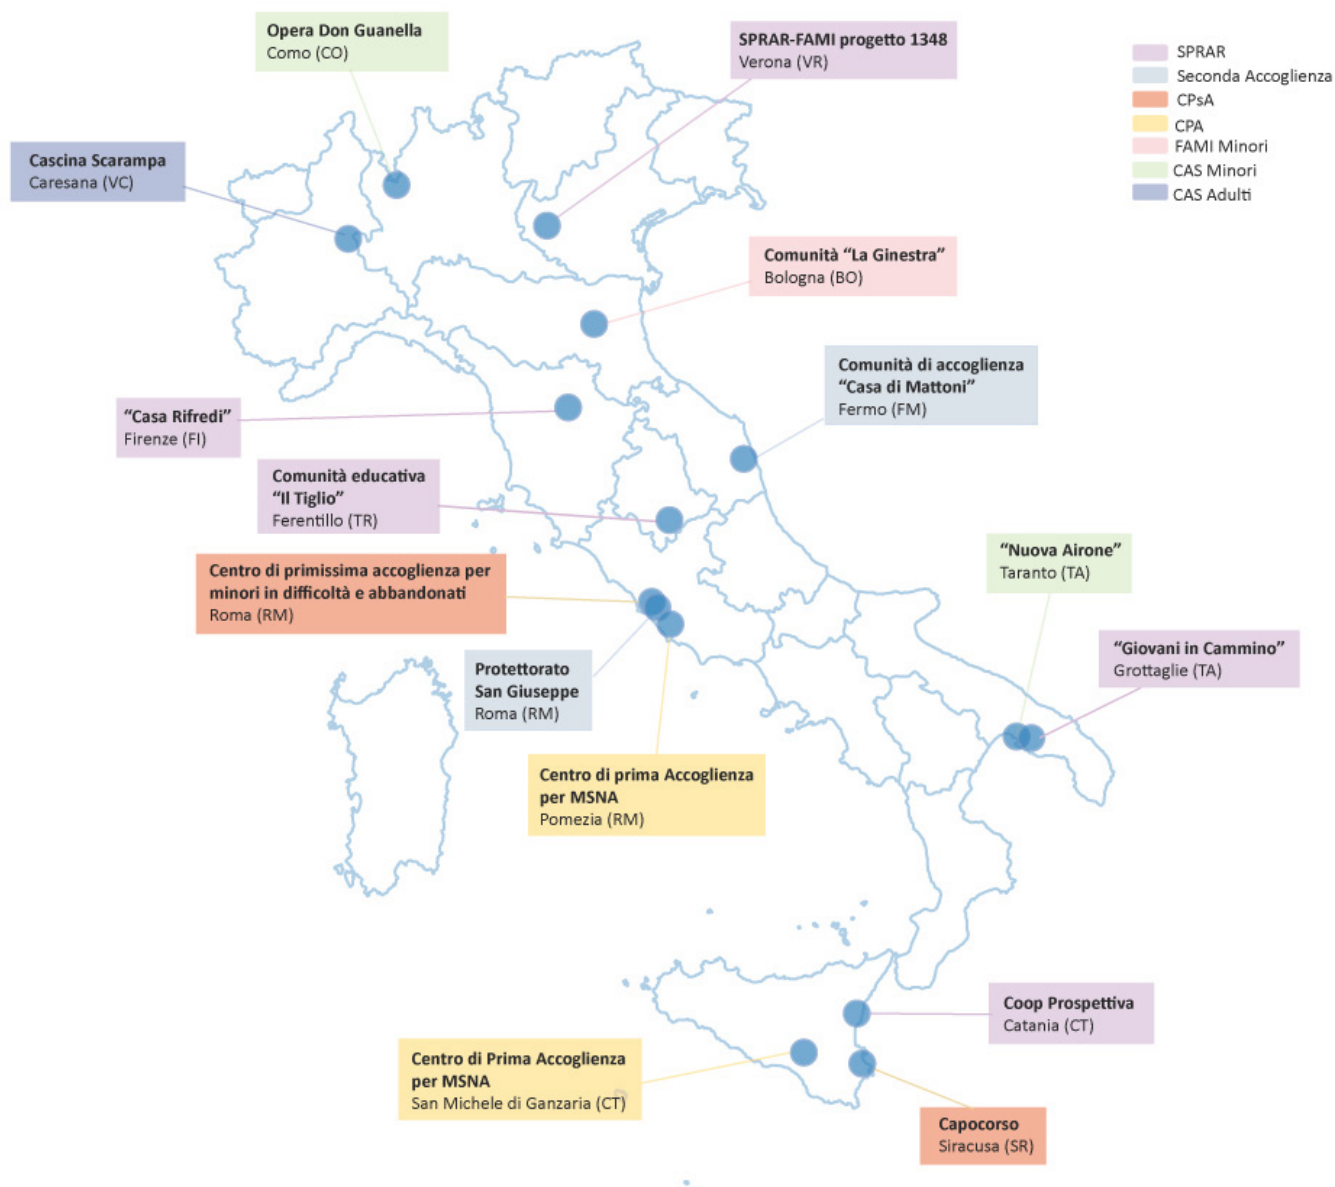 Opera Don Guanella
Como (CO)
SPRAR-FAMI progetto 1348
Verona (VR)
SPRAR
Seconda Accoglienza
CPsA
CPA
FAMI Minori
CAS Minori
CAS Adulti
Cascina Scarampa
Caresana (VC)
Comunità “La Ginestra”
Bologna (BO)
Comunità di accoglienza
“Casa di Mattoni”
Fermo (FM)
“Casa Rifredi”
Firenze (FI)
Comunità educativa
“Il Tiglio”
Ferentillo (TR)
Centro di primissima accoglienza per
minori in difficoltà e abbandonati
Roma (RM)
“Nuova Airone”
Taranto (TA)
“Giovani in Cammino”
Grottaglie (TA)
Protettorato
San Giuseppe
Roma (RM)
Centro di prima Accoglienza
per MSNA
Pomezia (RM)
Coop Prospettiva
Catania (CT)
Centro di Prima Accoglienza
per MSNA
San Michele di Ganzaria (CT)
Capocorso
Siracusa (SR)